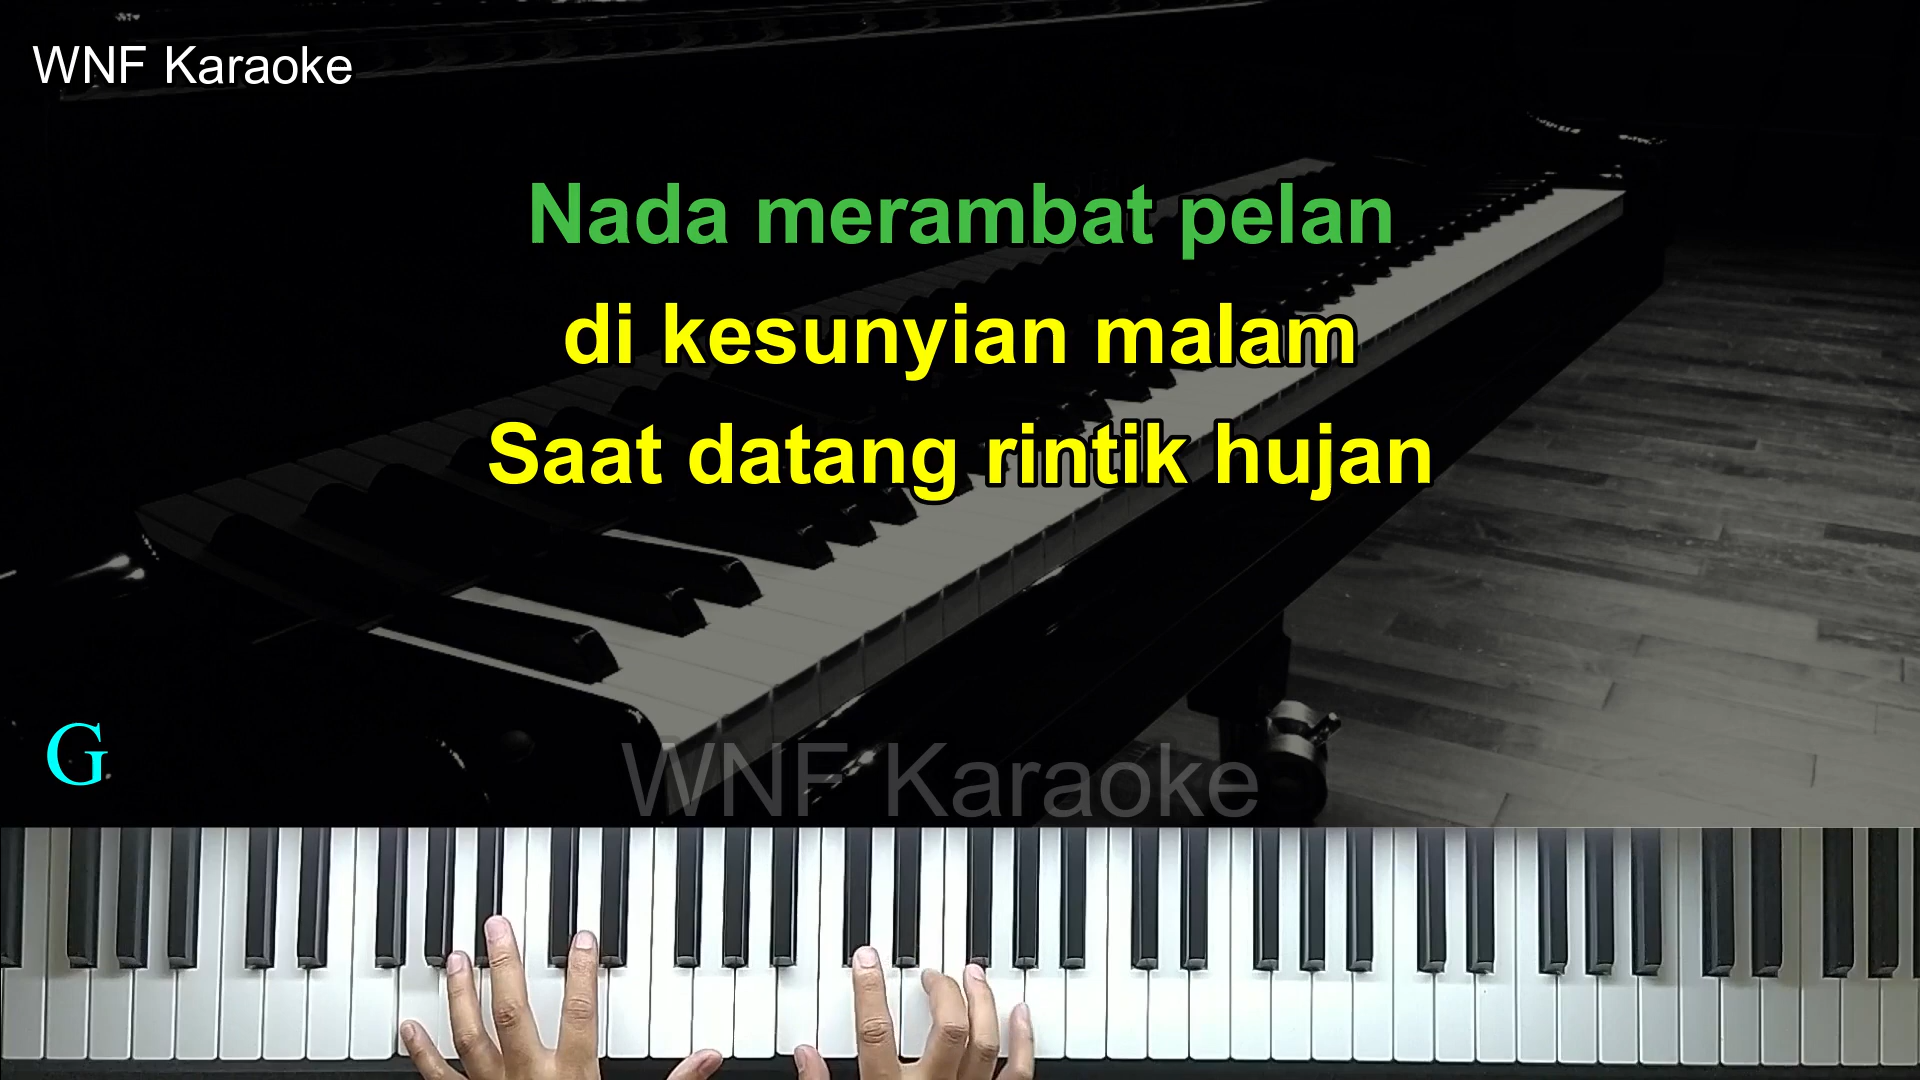 WNF Karaoke
Nada merambat pelan
di kesunyian malam
Saat datang rintik hujan
G
WNF Karaoke